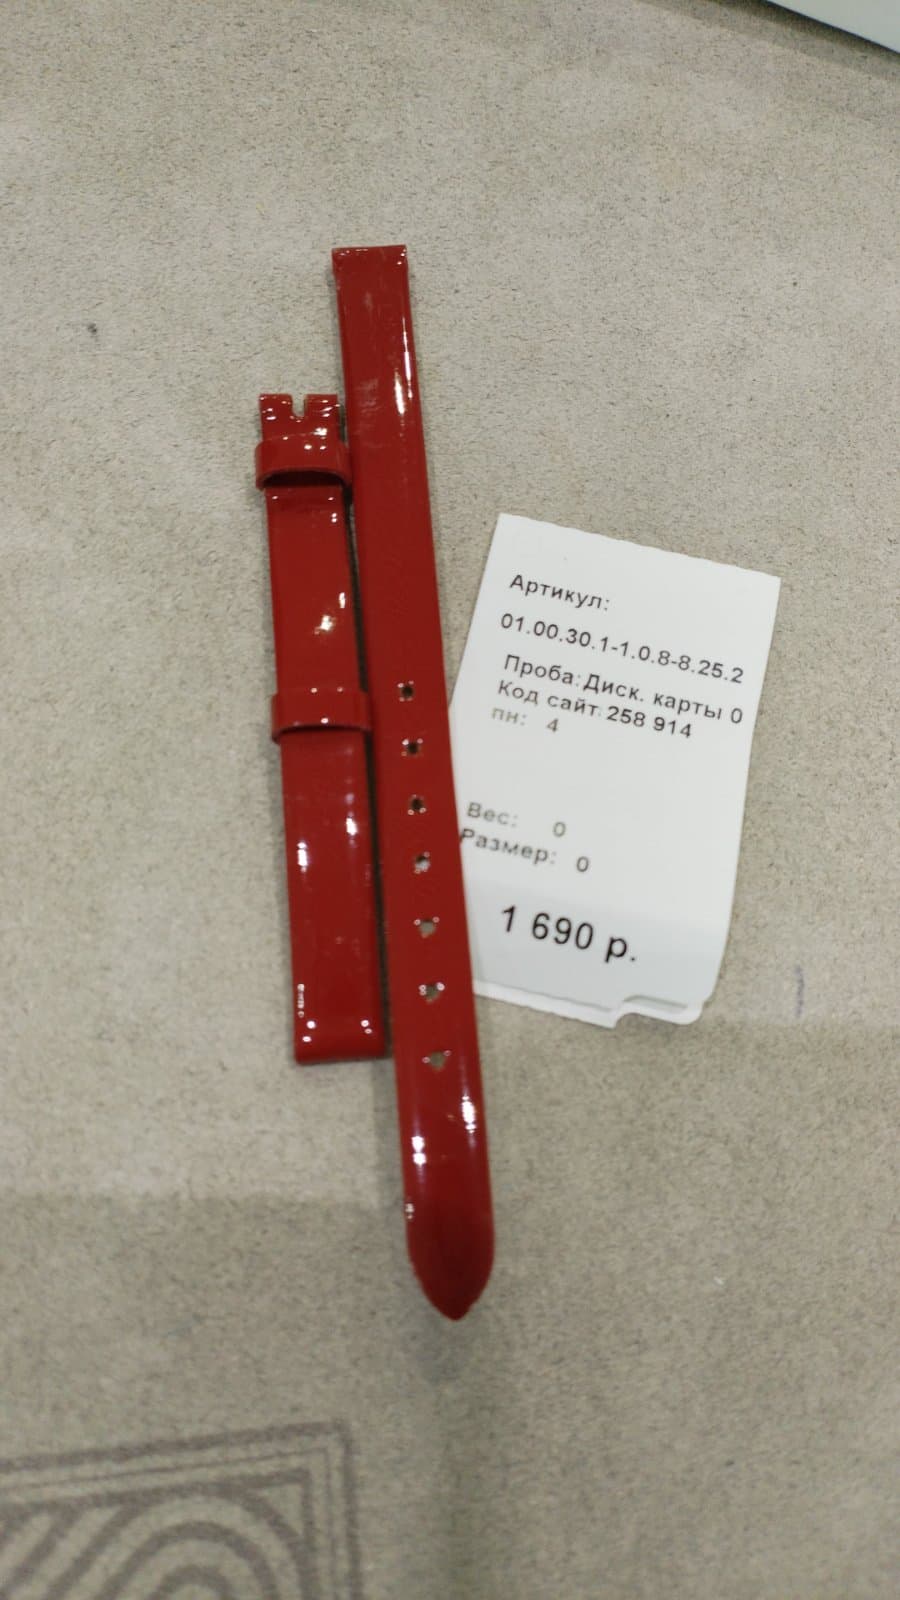 Артикул:
01.00.30.1-1.0.8-8.25.2
Проба: Диск. карты 0
Код сайт: 258 914
пн: 4
Вес: 0
Размер: 0
1 690 р.